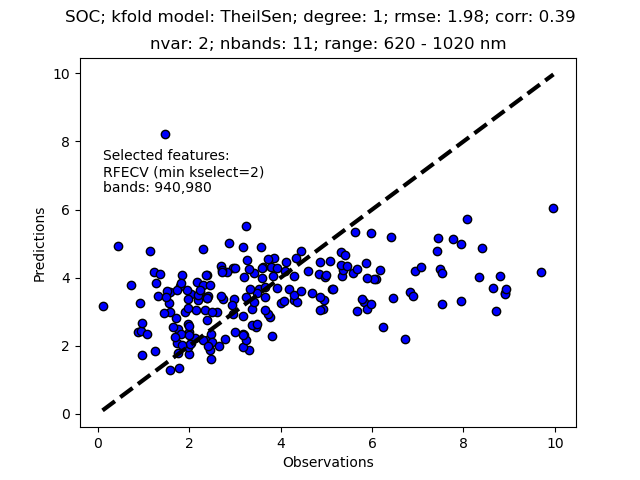 SOC; kfold model: TheilSen; degree: 1; rmse: 1.98; corr: 0.39
nvar: 2; nbands: 11; range: 620 - 1020 nm
10
8
Selected features:
RFECV (min kselect=2)
bands: 940,980
6
Predictions
4
2
0
0 2 4 6 8 10
Observations